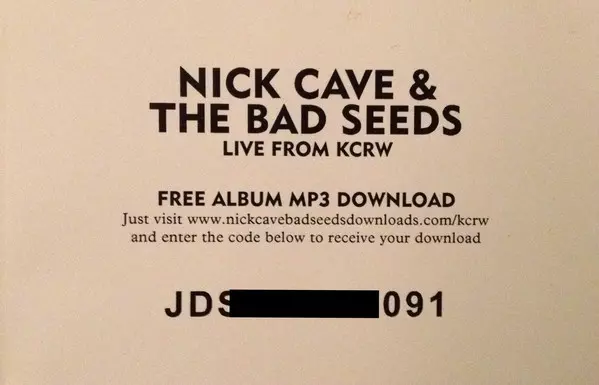 NICK CAVE &
THE BAD SEEDS
LIVE FROM KCRW
FREE ALBUM MP3 DOWNLOAD
Just visit www.nickcavebadseedsdownloads.com/kcrw
and enter the code below to receive your download
JDS 091